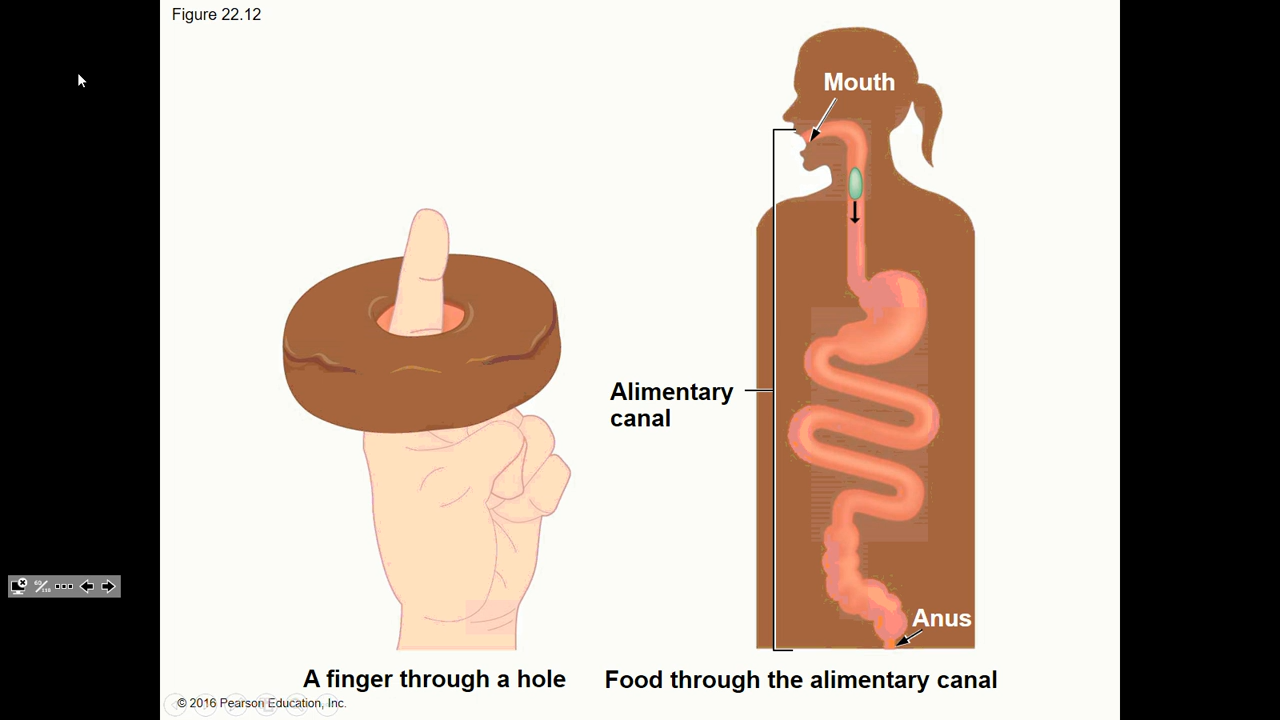 Figure 22.12
Mouth
Alimentary
canal
Anus
A finger through a hole
Food through the alimentary canal
© 2016 Pearson Education, Inc.